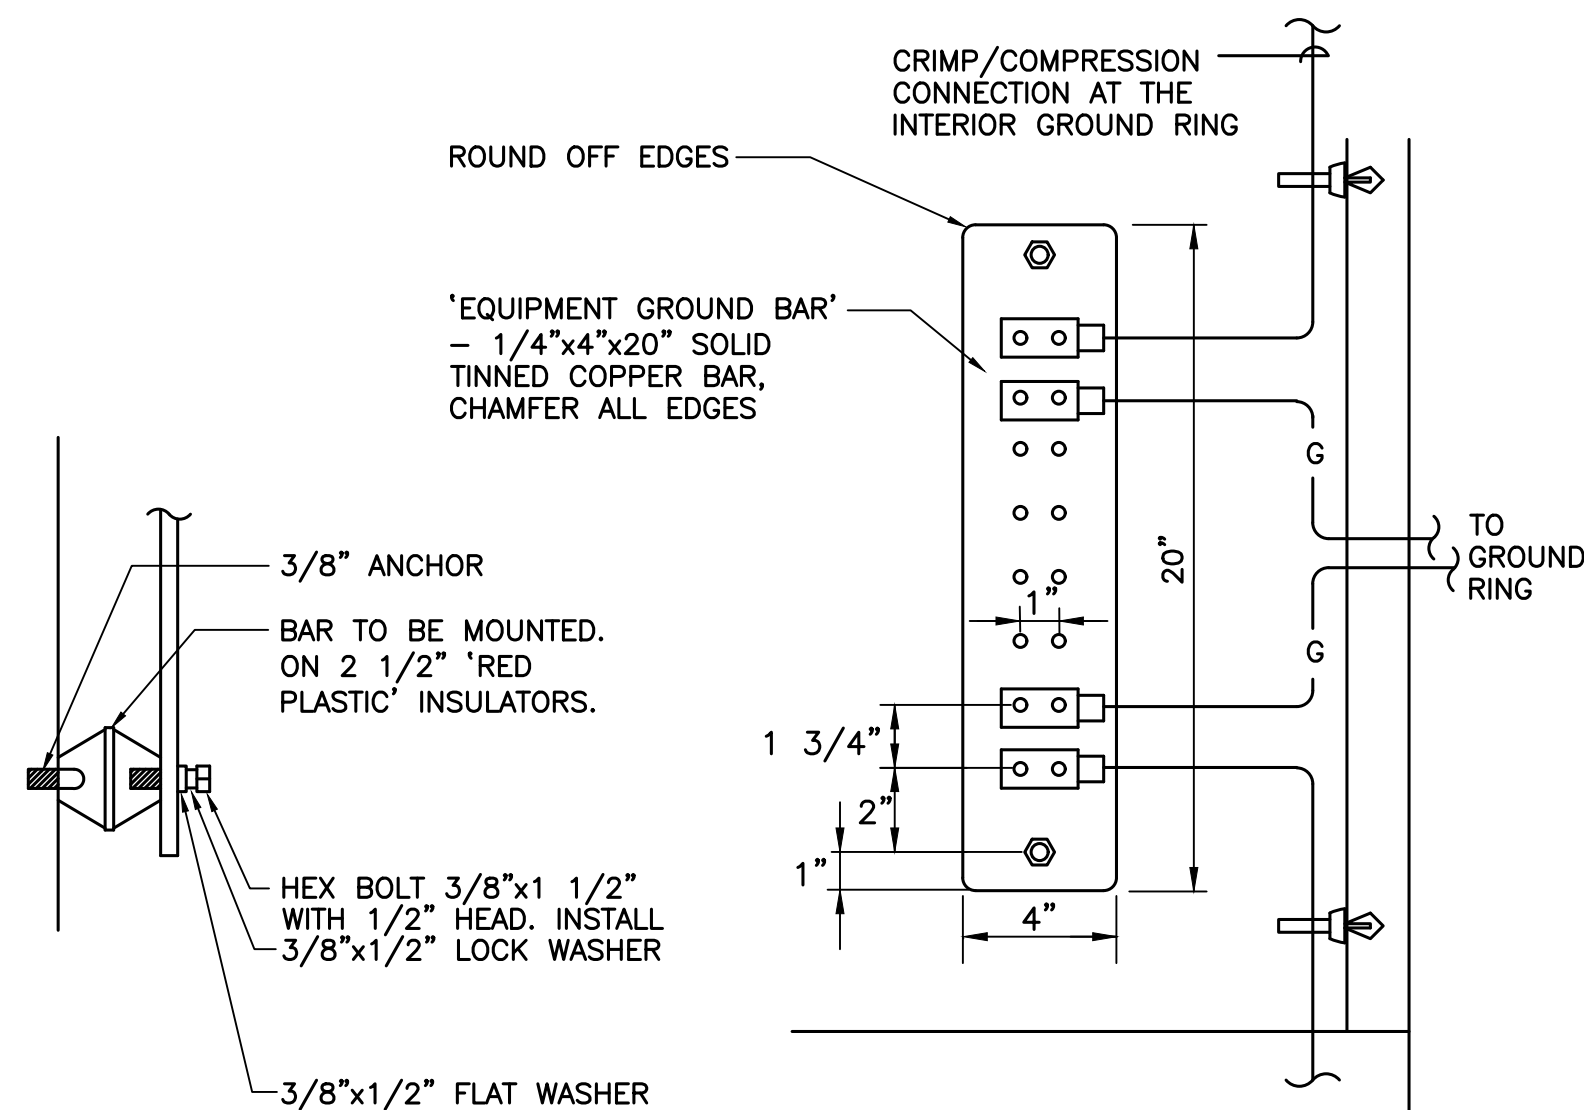 CRIMP/COMPRESSION
CONNECTION AT THE
INTERIOR GROUND RING
ROUND OFF EDGES
‘EQUIPMENT GROUND BAR’
– 1/4”x4”x20” SOLID
TINNED COPPER BAR,
CHAMFER ALL EDGES
G
TO
GROUND
RING
20”
3/8” ANCHOR
1”
BAR TO BE MOUNTED.
ON 2 1/2” ‘RED
PLASTIC’ INSULATORS.
G
1 3/4”
2”
1”
4”
HEX BOLT 3/8”x1 1/2”
WITH 1/2” HEAD. INSTALL
3/8”x1/2” LOCK WASHER
3/8”x1/2” FLAT WASHER